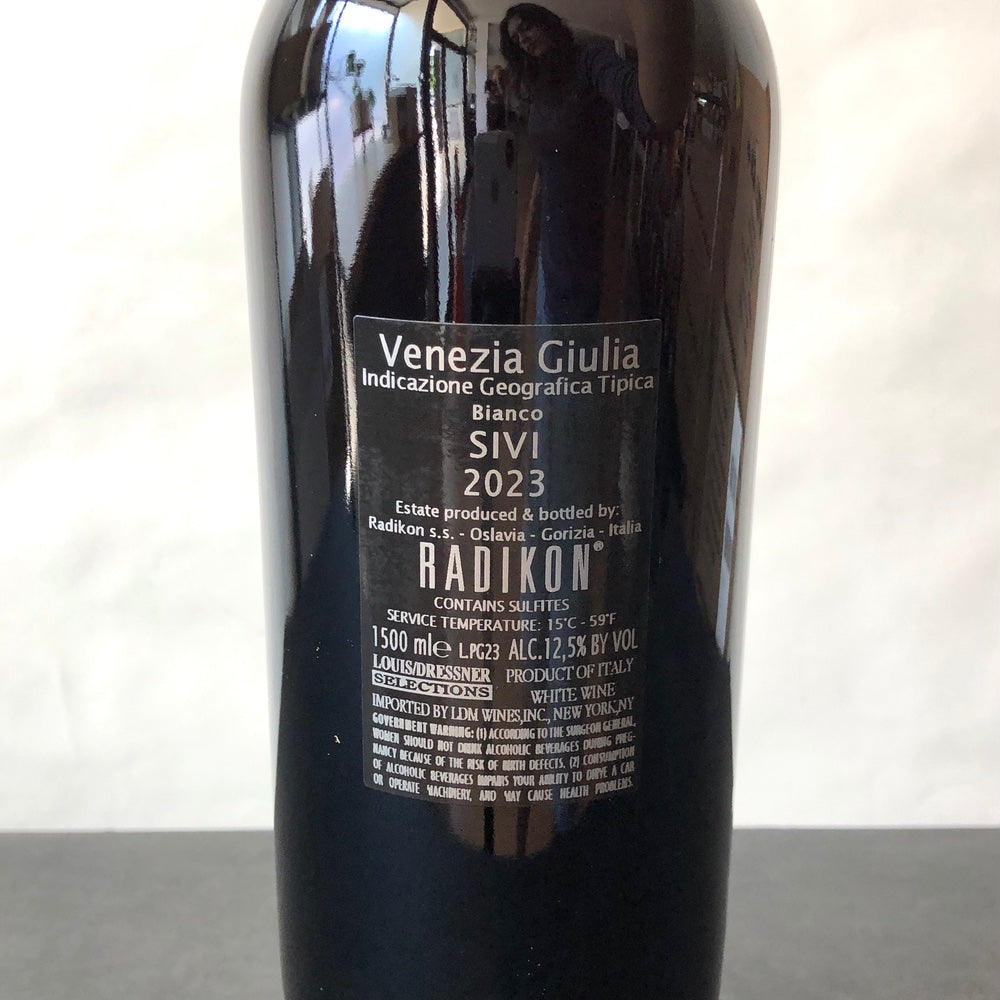 Venezia Giulia
Indicazione Geografica Tipica
Bianco
SIVI
2023
Estate produced & bottled by:
Radikon s.s. - Oslavia - Gorizia - Italia
RADIKON®
CONTAINS SULFITES
SERVICE TEMPERATURE: 15°C - 59°F
1500 ml℮ L.PG23 ALC.12,5% BY VOL
LOUIS/DRESSNER PRODUCT OF ITALY
SELECTIONS WHITE WINE
IMPORTED BY LDM WINES,INC., NEW YORK,NY
GOVERNMENT WARNING: (1) ACCORDING TO THE SURGEON GENERAL,
WOMEN SHOULD NOT DRINK ALCOHOLIC BEVERAGES DURING PREG-
NANCY BECAUSE OF THE RISK OF BIRTH DEFECTS. (2) CONSUMPTION
OF ALCOHOLIC BEVERAGES IMPAIRS YOUR ABILITY TO DRIVE A CAR
OR OPERATE MACHINERY, AND MAY CAUSE HEALTH PROBLEMS.